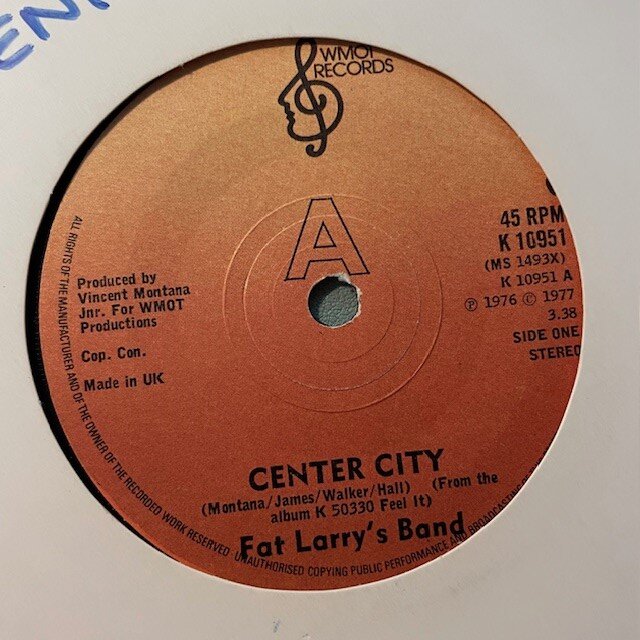 WMOT
RECORDS
A
45 RPM
K 10951
(MS 1493X)
K 10951 A
℗ 1976 © 1977
3.38
SIDE ONE
STEREO
Produced by
Vincent Montana
Jnr. For WMOT
Productions
Cop. Con.
Made in UK
CENTER CITY
(Montana/James/Walker/Hall) (From the
album K 50330 Feel It)
Fat Larry's Band
ALL RIGHTS OF THE MANUFACTURER AND OF THE OWNER OF THE RECORDED WORK RESERVED · UNAUTHORISED COPYING PUBLIC PERFORMANCE AND